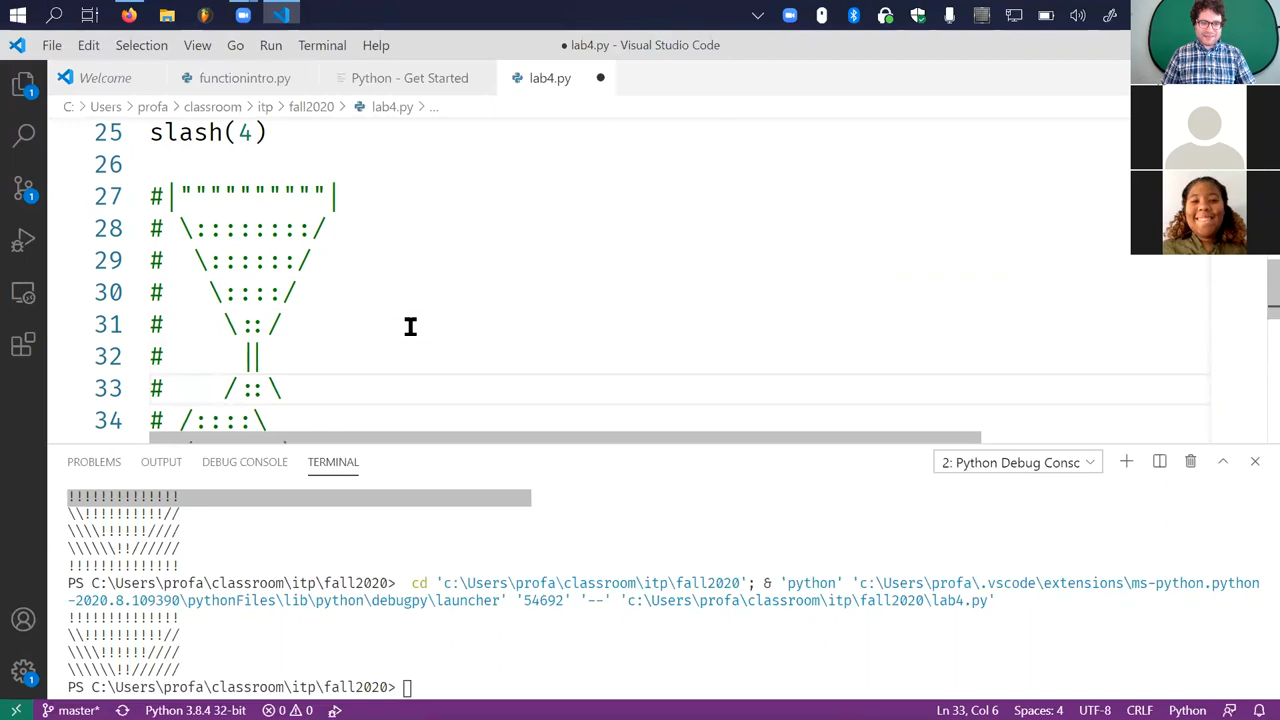 File Edit Selection View Go Run Terminal Help
● lab4.py - Visual Studio Code
Welcome functionintro.py Python - Get Started lab4.py ●
C: > Users > profa > classroom > itp > fall2020 > lab4.py > ...
25 slash(4)
26
27 #|""""""""""|
28 # \::::::::/
29 #  \::::::/
30 #   \::::/
31 #    \::/
32 #     ||
33 #    /::\
34 # /::::\
PROBLEMS OUTPUT DEBUG CONSOLE TERMINAL
2: Python Debug Consc
!!!!!!!!!!!!!!
\\!!!!!!!!!!//
\\\\!!!!!!////
\\\\\\!!//////
!!!!!!!!!!!!!!
PS C:\Users\profa\classroom\itp\fall2020> cd 'c:\Users\profa\classroom\itp\fall2020'; & 'python' 'c:\Users\profa\.vscode\extensions\ms-python.python
-2020.8.109390\pythonFiles\lib\python\debugpy\launcher' '54692' '--' 'c:\Users\profa\classroom\itp\fall2020\lab4.py'
!!!!!!!!!!!!!!
\\!!!!!!!!!!//
\\\\!!!!!!////
\\\\\\!!//////
PS C:\Users\profa\classroom\itp\fall2020>
master* Python 3.8.4 32-bit 0 0 Ln 33, Col 6 Spaces: 4 UTF-8 CRLF Python
1
1
1